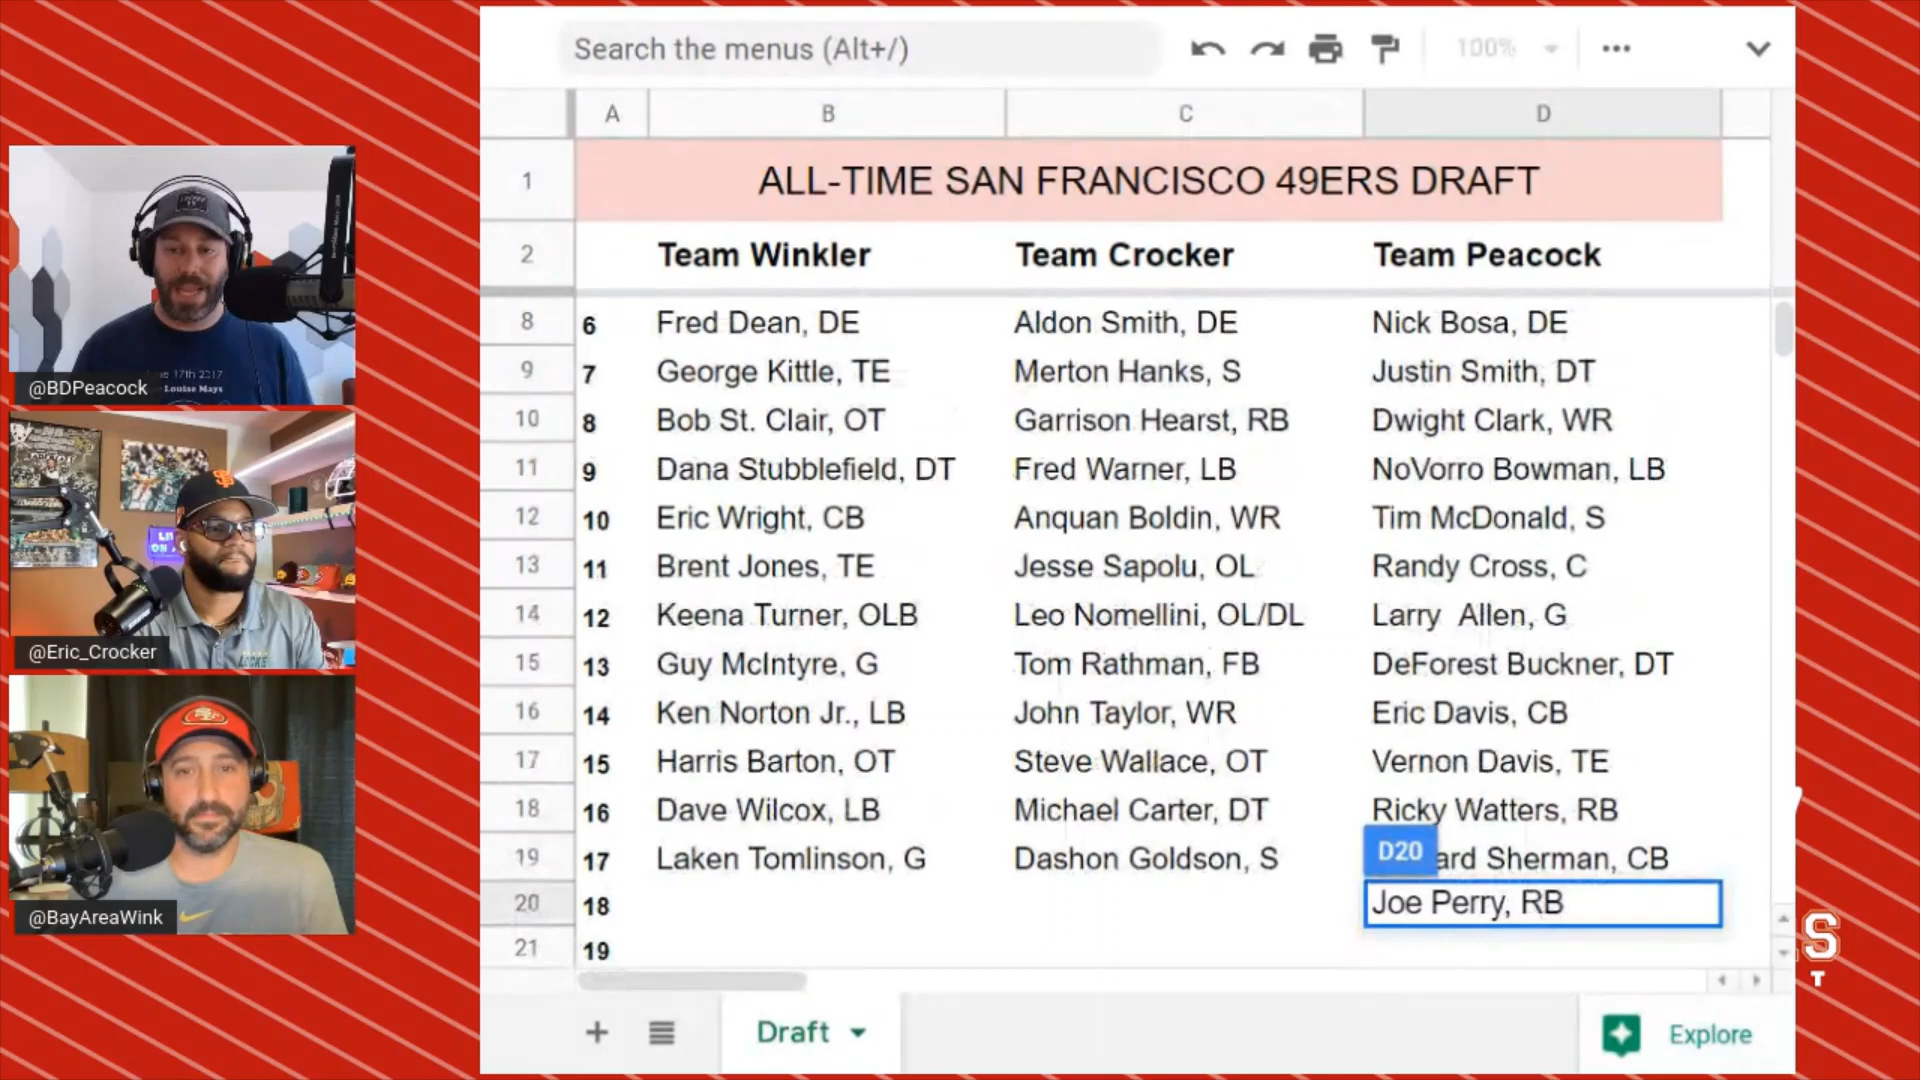 Search the menus (Alt+/)
100%
A B C D
1 ALL-TIME SAN FRANCISCO 49ERS DRAFT
2 Team Winkler Team Crocker Team Peacock
8 6 Fred Dean, DE Aldon Smith, DE Nick Bosa, DE
9 7 George Kittle, TE Merton Hanks, S Justin Smith, DT
10 8 Bob St. Clair, OT Garrison Hearst, RB Dwight Clark, WR
11 9 Dana Stubblefield, DT Fred Warner, LB NoVorro Bowman, LB
12 10 Eric Wright, CB Anquan Boldin, WR Tim McDonald, S
13 11 Brent Jones, TE Jesse Sapolu, OL Randy Cross, C
14 12 Keena Turner, OLB Leo Nomellini, OL/DL Larry  Allen, G
15 13 Guy McIntyre, G Tom Rathman, FB DeForest Buckner, DT
16 14 Ken Norton Jr., LB John Taylor, WR Eric Davis, CB
17 15 Harris Barton, OT Steve Wallace, OT Vernon Davis, TE
18 16 Dave Wilcox, LB Michael Carter, DT Ricky Watters, RB
19 17 Laken Tomlinson, G Dashon Goldson, S D20 ard Sherman, CB
20 18 Joe Perry, RB
21 19
Draft
Explore
June 17th 2017
Louise Mays
@BDPeacock
@Eric_Crocker
@BayAreaWink
S
T